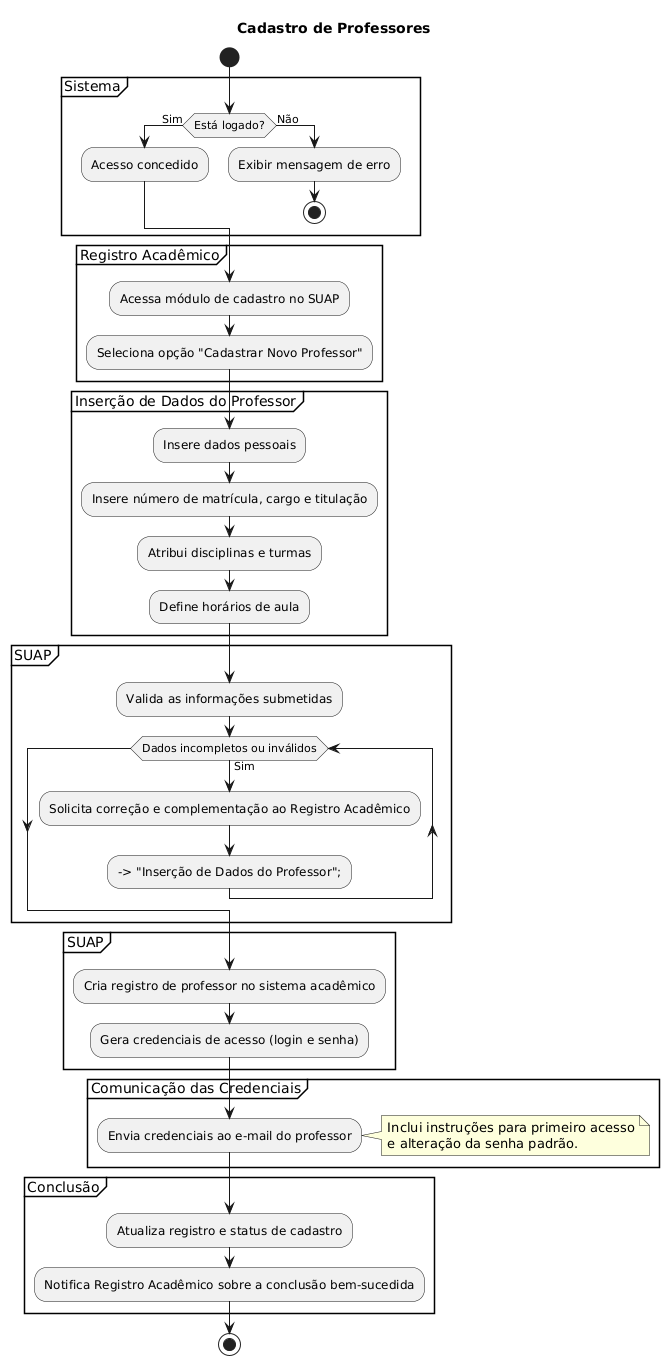 Cadastro de Professores
Sistema
Está logado?
Sim
Não
Acesso concedido
Exibir mensagem de erro
Registro Acadêmico
Acessa módulo de cadastro no SUAP
Seleciona opção "Cadastrar Novo Professor"
Inserção de Dados do Professor
Insere dados pessoais
Insere número de matrícula, cargo e titulação
Atribui disciplinas e turmas
Define horários de aula
SUAP
Valida as informações submetidas
Dados incompletos ou inválidos
Sim
Solicita correção e complementação ao Registro Acadêmico
-> "Inserção de Dados do Professor";
SUAP
Cria registro de professor no sistema acadêmico
Gera credenciais de acesso (login e senha)
Comunicação das Credenciais
Envia credenciais ao e-mail do professor
Inclui instruções para primeiro acesso
e alteração da senha padrão.
Conclusão
Atualiza registro e status de cadastro
Notifica Registro Acadêmico sobre a conclusão bem-sucedida